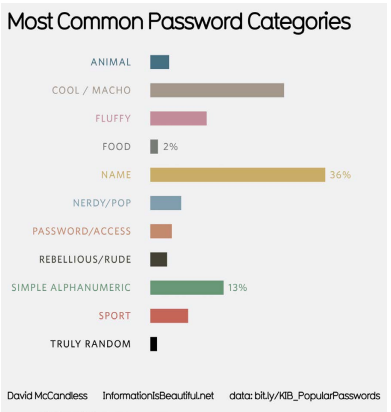 Most Common Password Categories
ANIMAL
COOL / MACHO
FLUFFY
FOOD 2%
NAME 36%
NERDY/POP
PASSWORD/ACCESS
REBELLIOUS/RUDE
SIMPLE ALPHANUMERIC 13%
SPORT
TRULY RANDOM
David McCandless InformationIsBeautiful.net data: bit.ly/KIB_PopularPasswords